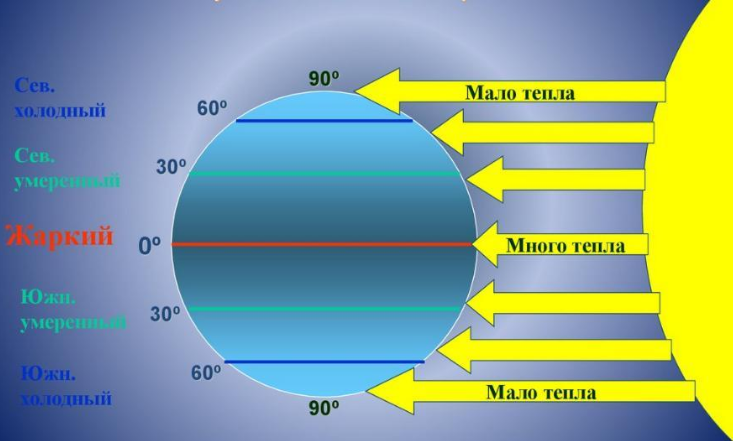 90º
Мало тепла
Сев.
холодный
60º
Сев.
умеренный
30º
Жаркий
0º
Много тепла
Южн.
умеренный
30º
Южн.
холодный
60º
Мало тепла
90º